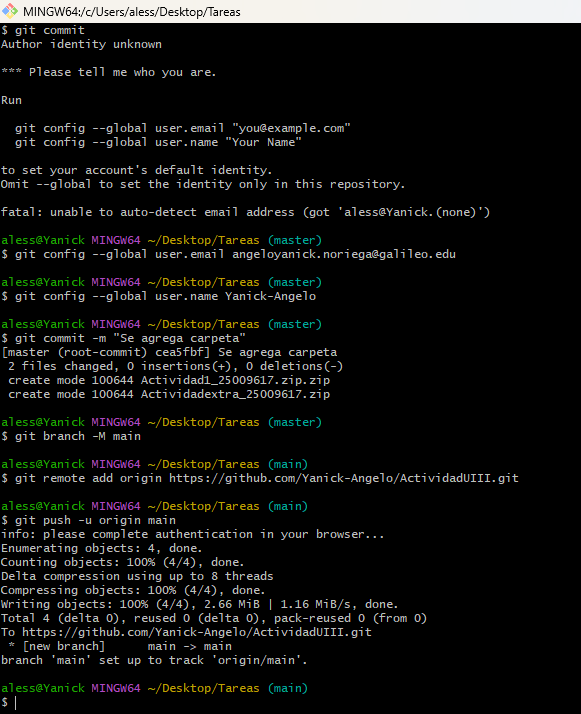 MINGW64:/c/Users/aless/Desktop/Tareas
$ git commit
Author identity unknown
*** Please tell me who you are.
Run
git config --global user.email "you@example.com"
git config --global user.name "Your Name"
to set your account's default identity.
Omit --global to set the identity only in this repository.
fatal: unable to auto-detect email address (got 'aless@Yanick.(none)')
aless@Yanick MINGW64 ~/Desktop/Tareas (master)
$ git config --global user.email angeloyanick.noriega@galileo.edu
aless@Yanick MINGW64 ~/Desktop/Tareas (master)
$ git config --global user.name Yanick-Angelo
aless@Yanick MINGW64 ~/Desktop/Tareas (master)
$ git commit -m "Se agrega carpeta"
[master (root-commit) cea5fbf] Se agrega carpeta
2 files changed, 0 insertions(+), 0 deletions(-)
create mode 100644 Actividad1_25009617.zip.zip
create mode 100644 Actividadextra_25009617.zip
aless@Yanick MINGW64 ~/Desktop/Tareas (master)
$ git branch -M main
aless@Yanick MINGW64 ~/Desktop/Tareas (main)
$ git remote add origin https://github.com/Yanick-Angelo/ActividadUIII.git
aless@Yanick MINGW64 ~/Desktop/Tareas (main)
$ git push -u origin main
info: please complete authentication in your browser...
Enumerating objects: 4, done.
Counting objects: 100% (4/4), done.
Delta compression using up to 8 threads
Compressing objects: 100% (4/4), done.
Writing objects: 100% (4/4), 2.66 MiB | 1.16 MiB/s, done.
Total 4 (delta 0), reused 0 (delta 0), pack-reused 0 (from 0)
To https://github.com/Yanick-Angelo/ActividadUIII.git
* [new branch]      main -> main
branch 'main' set up to track 'origin/main'.
aless@Yanick MINGW64 ~/Desktop/Tareas (main)
$